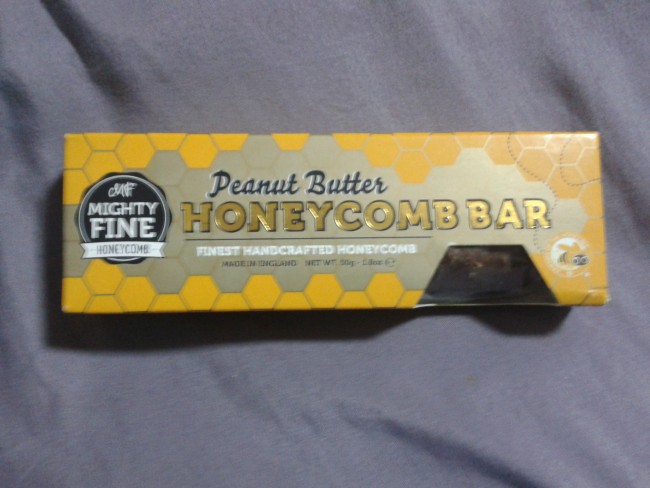 MF
MIGHTY
FINE
HONEYCOMB
Peanut Butter
HONEYCOMB BAR
FINEST HANDCRAFTED HONEYCOMB
MADE IN ENGLAND NET WT. 50g - 1.8oz ℮